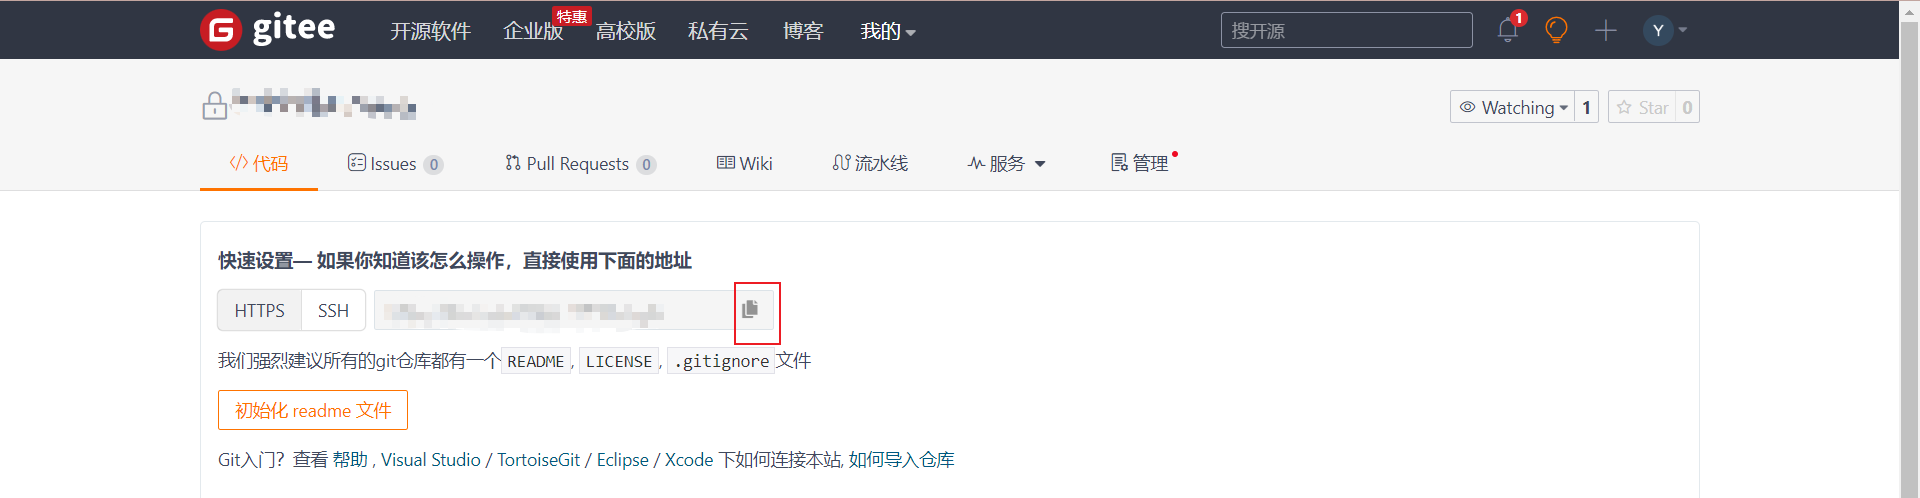 gitee 开源软件 企业版 特惠 高校版 私有云 博客 我的 搜开源 1 Y
Watching 1 Star 0
代码 Issues 0 Pull Requests 0 Wiki 流水线 服务 管理
快速设置— 如果你知道该怎么操作，直接使用下面的地址
HTTPS SSH
我们强烈建议所有的git仓库都有一个 README, LICENSE, .gitignore 文件
初始化 readme 文件
Git入门？查看 帮助 , Visual Studio / TortoiseGit / Eclipse / Xcode 下如何连接本站, 如何导入仓库